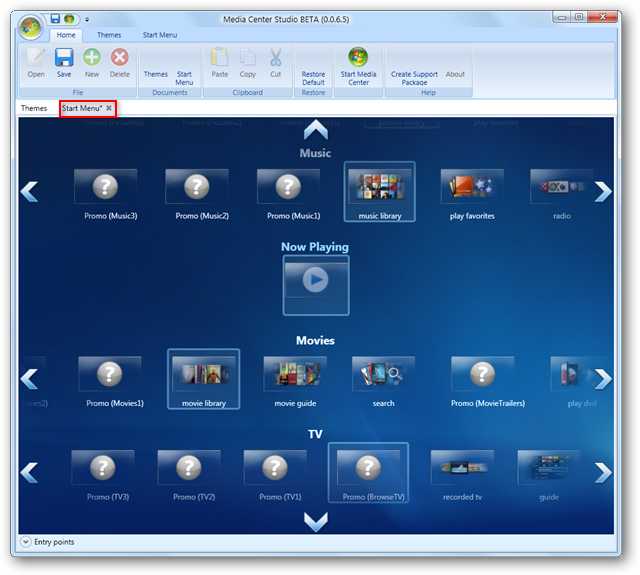 Media Center Studio BETA (0.0.6.5)
Home Themes Start Menu
Open Save New Delete Themes Start Menu Paste Copy Cut Restore Default Start Media Center Create Support Package About
File Documents Clipboard Restore Help
Themes Start Menu*
Music
Promo (Music3) Promo (Music2) Promo (Music1) music library play favorites radio
Now Playing
Movies
Promo (Movies1) movie library movie guide search Promo (MovieTrailers) play dvd
TV
Promo (TV3) Promo (TV2) Promo (TV1) Promo (BrowseTV) recorded tv guide
Entry points